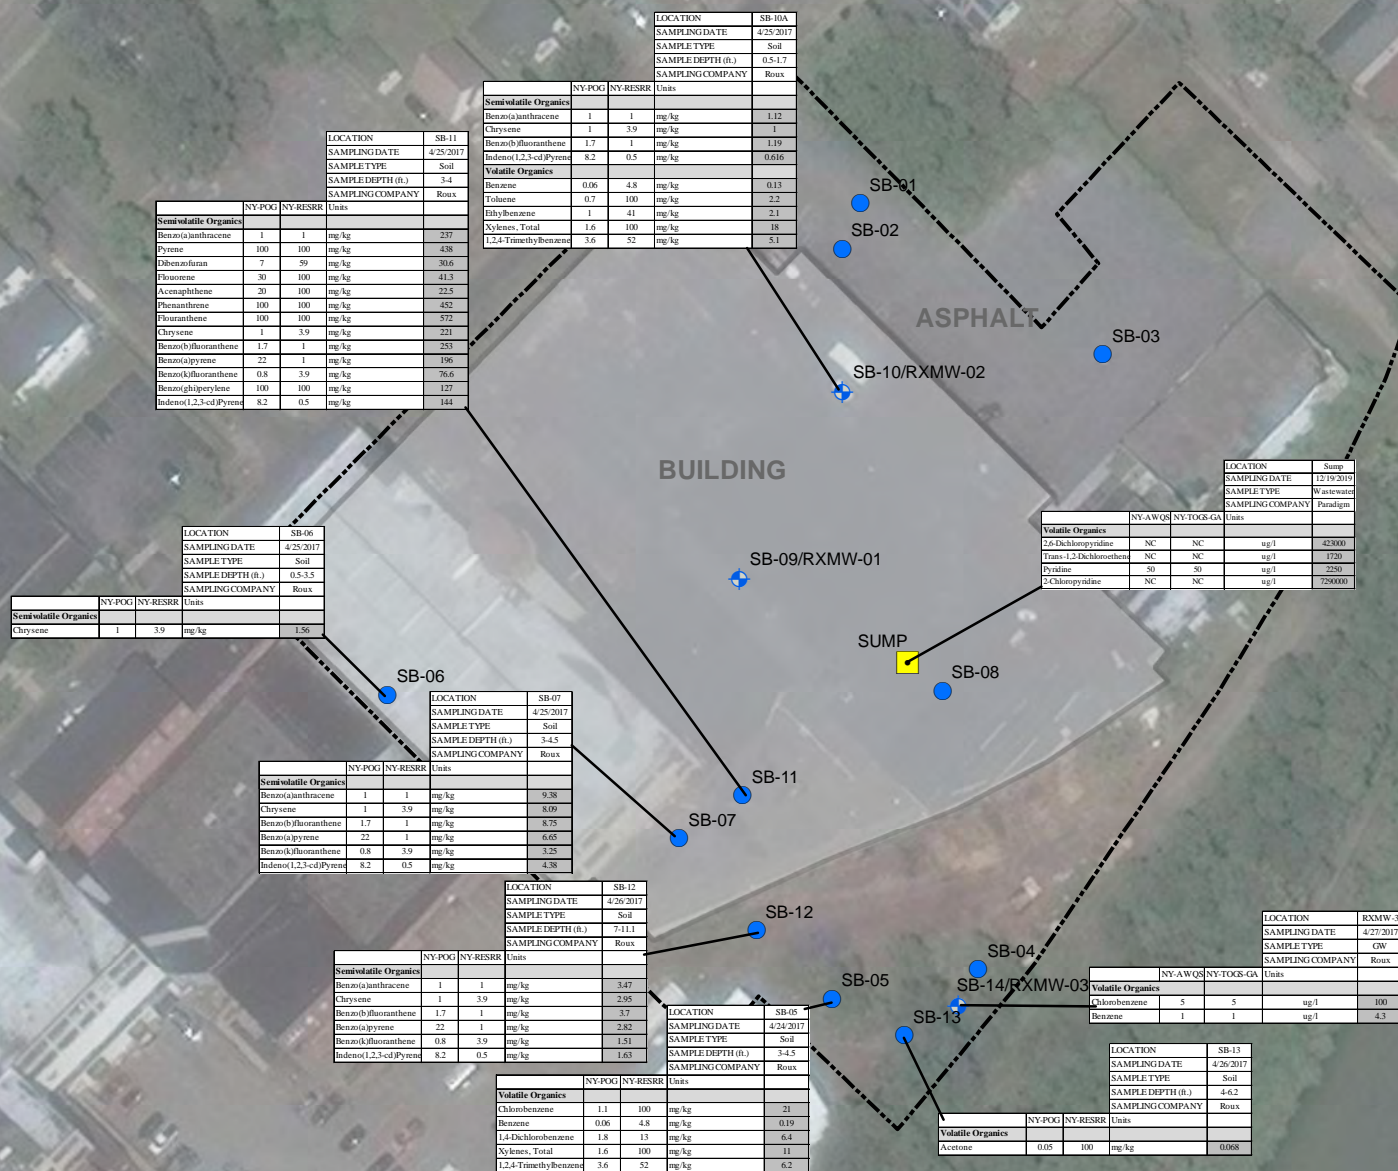 LOCATION SB-10A
SAMPLING DATE 4/25/2017
SAMPLE TYPE Soil
SAMPLE DEPTH (ft.) 0.5-1.7
SAMPLING COMPANY Roux
NY-POG NY-RESRR Units
Semivolatile Organics
Benzo(a)anthracene 1 1 mg/kg 1.12
Chrysene 1 3.9 mg/kg 1
Benzo(b)fluoranthene 1.7 1 mg/kg 1.19
Indeno(1,2,3-cd)Pyrene 8.2 0.5 mg/kg 0.616
Volatile Organics
Benzene 0.06 4.8 mg/kg 0.13
Toluene 0.7 100 mg/kg 2.2
Ethylbenzene 1 41 mg/kg 2.1
Xylenes, Total 1.6 100 mg/kg 18
1,2,4-Trimethylbenzene 3.6 52 mg/kg 5.1
LOCATION SB-11
SAMPLING DATE 4/25/2017
SAMPLE TYPE Soil
SAMPLE DEPTH (ft.) 3-4
SAMPLING COMPANY Roux
NY-POG NY-RESRR Units
Semivolatile Organics
Benzo(a)anthracene 1 1 mg/kg 237
Pyrene 100 100 mg/kg 438
Dibenzofuran 7 59 mg/kg 30.6
Flouorene 30 100 mg/kg 41.3
Acenaphthene 20 100 mg/kg 22.5
Phenanthrene 100 100 mg/kg 452
Flouranthene 100 100 mg/kg 572
Chrysene 1 3.9 mg/kg 221
Benzo(b)fluoranthene 1.7 1 mg/kg 253
Benzo(a)pyrene 22 1 mg/kg 196
Benzo(k)fluoranthene 0.8 3.9 mg/kg 76.6
Benzo(ghi)perylene 100 100 mg/kg 127
Indeno(1,2,3-cd)Pyrene 8.2 0.5 mg/kg 144
SB-01
SB-02
ASPHALT
SB-03
SB-10/RXMW-02
BUILDING
LOCATION Sump
SAMPLING DATE 12/19/2019
SAMPLE TYPE Wastewater
SAMPLING COMPANY Paradigm
NY-AWQS NY-TOGS-GA Units
Volatile Organics
2,6-Dichloropyridine NC NC ug/l 423000
Trans-1,2-Dichloroethene NC NC ug/l 1720
Pyridine 50 50 ug/l 2250
2-Chloropyridine NC NC ug/l 7290000
LOCATION SB-06
SAMPLING DATE 4/25/2017
SAMPLE TYPE Soil
SAMPLE DEPTH (ft.) 0.5-3.5
SAMPLING COMPANY Roux
NY-POG NY-RESRR Units
Semivolatile Organics
Chrysene 1 3.9 mg/kg 1.56
SB-09/RXMW-01
SUMP
SB-08
SB-06
LOCATION SB-07
SAMPLING DATE 4/25/2017
SAMPLE TYPE Soil
SAMPLE DEPTH (ft.) 3-4.5
SAMPLING COMPANY Roux
NY-POG NY-RESRR Units
Semivolatile Organics
Benzo(a)anthracene 1 1 mg/kg 9.38
Chrysene 1 3.9 mg/kg 8.09
Benzo(b)fluoranthene 1.7 1 mg/kg 8.75
Benzo(a)pyrene 22 1 mg/kg 6.65
Benzo(k)fluoranthene 0.8 3.9 mg/kg 3.25
Indeno(1,2,3-cd)Pyrene 8.2 0.5 mg/kg 4.38
SB-11
SB-07
LOCATION SB-12
SAMPLING DATE 4/26/2017
SAMPLE TYPE Soil
SAMPLE DEPTH (ft.) 7-11.1
SAMPLING COMPANY Roux
NY-POG NY-RESRR Units
Semivolatile Organics
Benzo(a)anthracene 1 1 mg/kg 3.47
Chrysene 1 3.9 mg/kg 2.95
Benzo(b)fluoranthene 1.7 1 mg/kg 3.7
Benzo(a)pyrene 22 1 mg/kg 2.82
Benzo(k)fluoranthene 0.8 3.9 mg/kg 1.51
Indeno(1,2,3-cd)Pyrene 8.2 0.5 mg/kg 1.63
SB-12
SB-05
SB-04
SB-14/RXMW-03
SB-13
LOCATION RXMW-3
SAMPLING DATE 4/27/2017
SAMPLE TYPE GW
SAMPLING COMPANY Roux
NY-AWQS NY-TOGS-GA Units
Volatile Organics
Chlorobenzene 5 5 ug/l 100
Benzene 1 1 ug/l 4.3
LOCATION SB-05
SAMPLING DATE 4/24/2017
SAMPLE TYPE Soil
SAMPLE DEPTH (ft.) 3-4.5
SAMPLING COMPANY Roux
NY-POG NY-RESRR Units
Volatile Organics
Chlorobenzene 1.1 100 mg/kg 21
Benzene 0.06 4.8 mg/kg 0.19
1,4-Dichlorobenzene 1.8 13 mg/kg 6.4
Xylenes, Total 1.6 100 mg/kg 11
1,2,4-Trimethylbenzene 3.6 52 mg/kg 6.2
LOCATION SB-13
SAMPLING DATE 4/26/2017
SAMPLE TYPE Soil
SAMPLE DEPTH (ft.) 4-6.2
SAMPLING COMPANY Roux
NY-POG NY-RESRR Units
Volatile Organics
Acetone 0.05 100 mg/kg 0.068